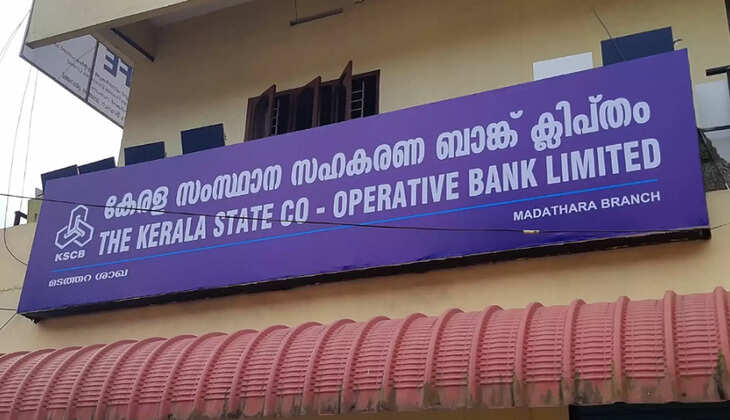 കേരള സംസ്ഥാന സഹകരണ ബാങ്ക് ക്ലിപ്തം
THE KERALA STATE CO - OPERATIVE BANK LIMITED
KSCB
മടത്തറ ശാഖ
MADATHARA BRANCH